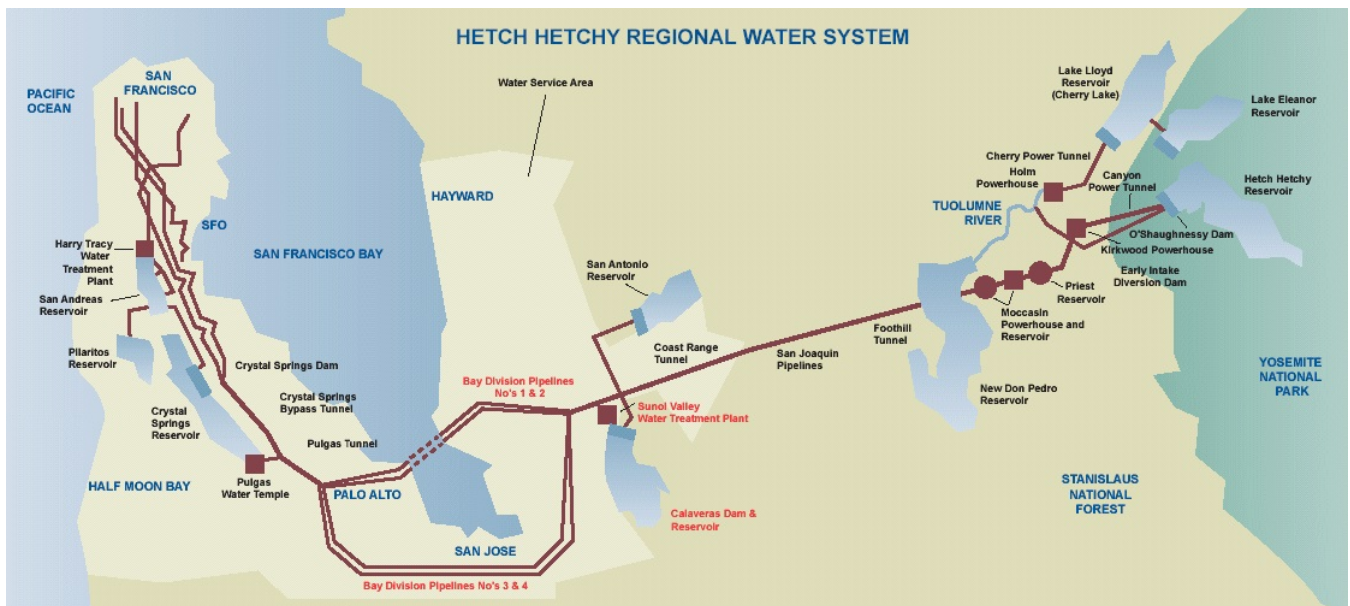 HETCH HETCHY REGIONAL WATER SYSTEM
PACIFIC
OCEAN
SAN
FRANCISCO
Water Service Area
Lake Lloyd
Reservoir
(Cherry Lake)
Lake Eleanor
Reservoir
Cherry Power Tunnel
Holm
Powerhouse
Canyon
Power Tunnel
Hetch Hetchy
Reservoir
HAYWARD
TUOLUMNE
RIVER
SFO
O'Shaughnessy Dam
Kirkwood Powerhouse
Harry Tracy
Water
Treatment
Plant
SAN FRANCISCO BAY
San Antonio
Reservoir
Early Intake
Diversion Dam
Priest
Reservoir
San Andreas
Reservoir
Moccasin
Powerhouse and
Reservoir
Foothill
Tunnel
Coast Range
Tunnel
San Joaquin
Pipelines
Pilaritos
Reservoir
Crystal Springs Dam
YOSEMITE
NATIONAL
PARK
Bay Division Pipelines
No's 1 & 2
New Don Pedro
Reservoir
Crystal Springs
Bypass Tunnel
Crystal
Springs
Reservoir
Sunol Valley
Water Treatment Plant
Pulgas Tunnel
HALF MOON BAY
Pulgas
Water Temple
PALO ALTO
STANISLAUS
NATIONAL
FOREST
Calaveras Dam &
Reservoir
SAN JOSE
Bay Division Pipelines No's 3 & 4